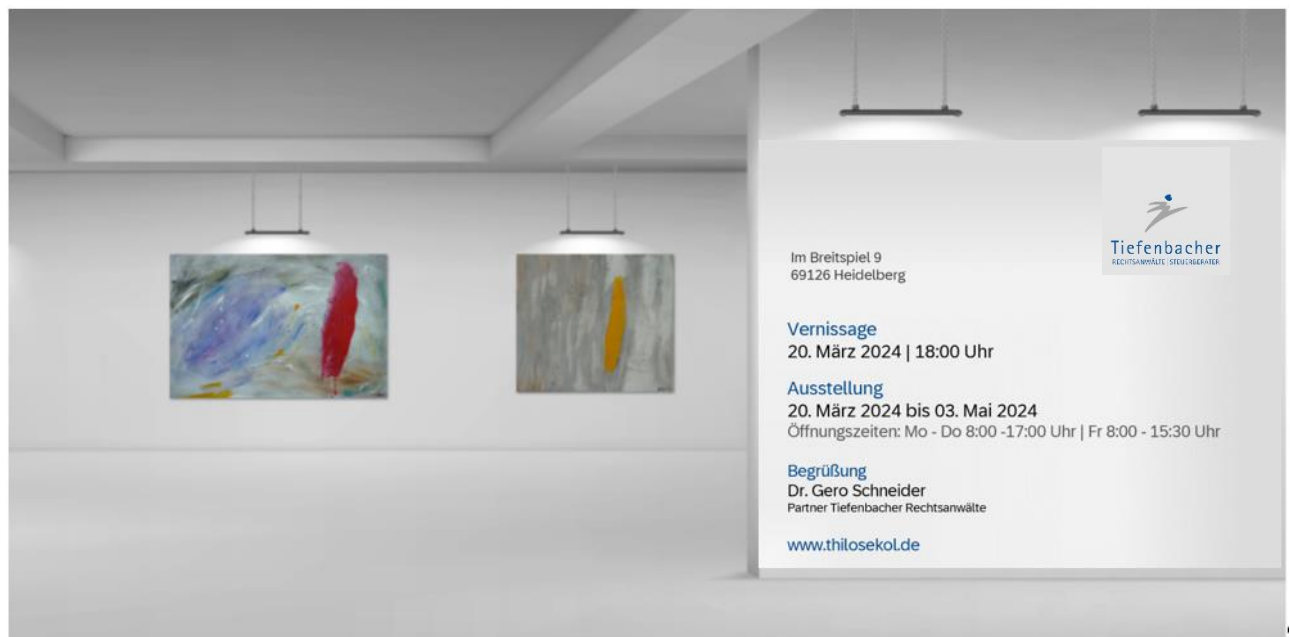 Tiefenbacher
RECHTSANWÄLTE | STEUERBERATER
Im Breitspiel 9
69126 Heidelberg
Vernissage
20. März 2024 | 18:00 Uhr
Ausstellung
20. März 2024 bis 03. Mai 2024
Öffnungszeiten: Mo - Do 8:00 -17:00 Uhr | Fr 8:00 - 15:30 Uhr
Begrüßung
Dr. Gero Schneider
Partner Tiefenbacher Rechtsanwälte
www.thilosekol.de